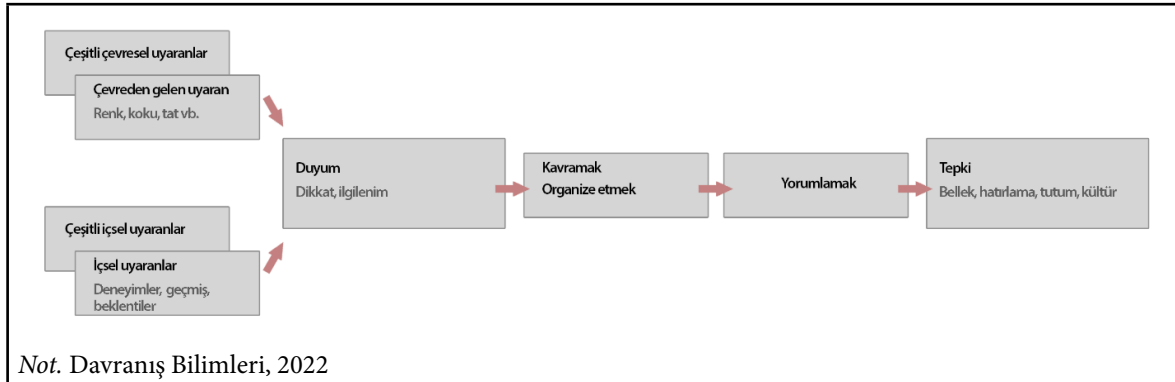 Çeşitli çevresel uyaranlar
Çevreden gelen uyaran
Renk, koku, tat vb.
Çeşitli içsel uyaranlar
İçsel uyaranlar
Deneyimler, geçmiş,
beklentiler
Duyum
Dikkat, ilgilenim
Kavramak
Organize etmek
Yorumlamak
Tepki
Bellek, hatırlama, tutum, kültür
Not. Davranış Bilimleri, 2022